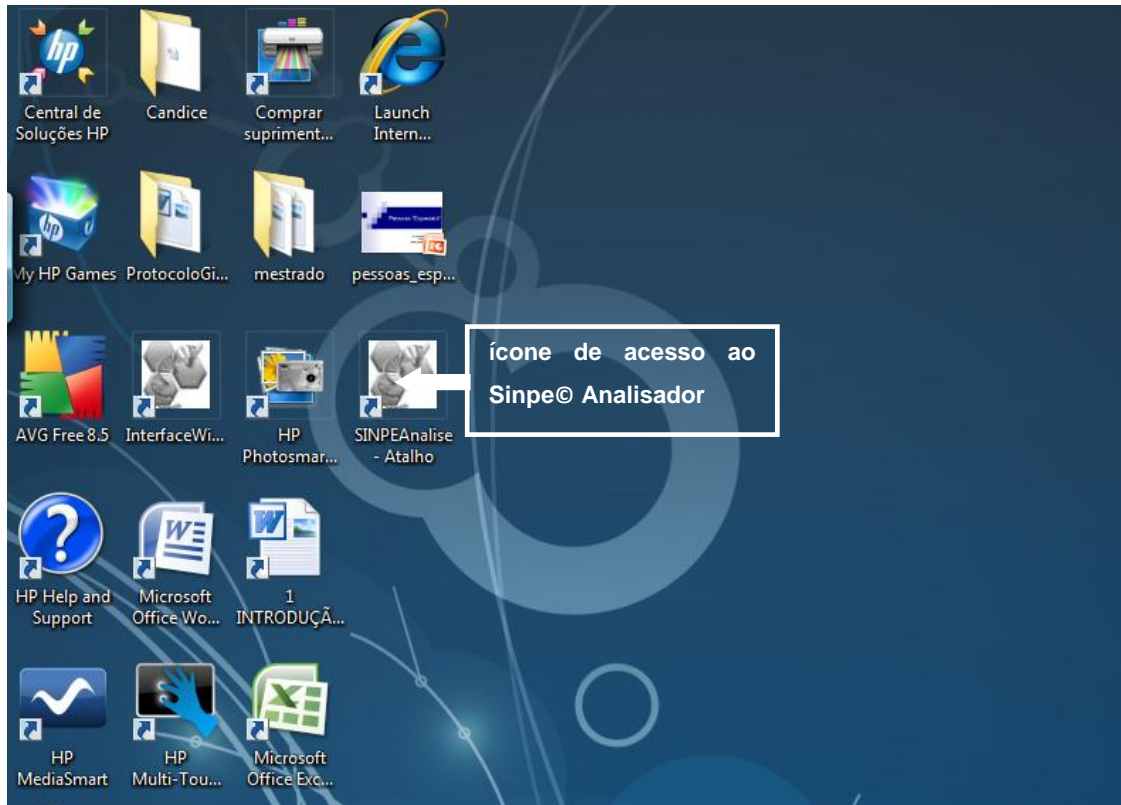 Central de
Soluções HP
Candice
Comprar
supriment...
Launch
Intern...
My HP Games
ProtocoloGi...
mestrado
Pessoas "Especiais"
pessoas_esp...
ícone de acesso ao
Sinpe© Analisador
AVG Free 8.5
InterfaceWi...
HP
Photosmar...
SINPEAnalise
- Atalho
HP Help and
Support
Microsoft
Office Wo...
1
INTRODUÇÃ...
HP
MediaSmart
HP
Multi-Tou...
Microsoft
Office Exc...